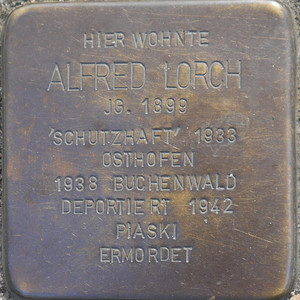 HIER WOHNTE
ALFRED LORCH
JG. 1899
'SCHUTZHAFT' 1933
OSTHOFEN
1938 BUCHENWALD
DEPORTIERT 1942
PIASKI
ERMORDET